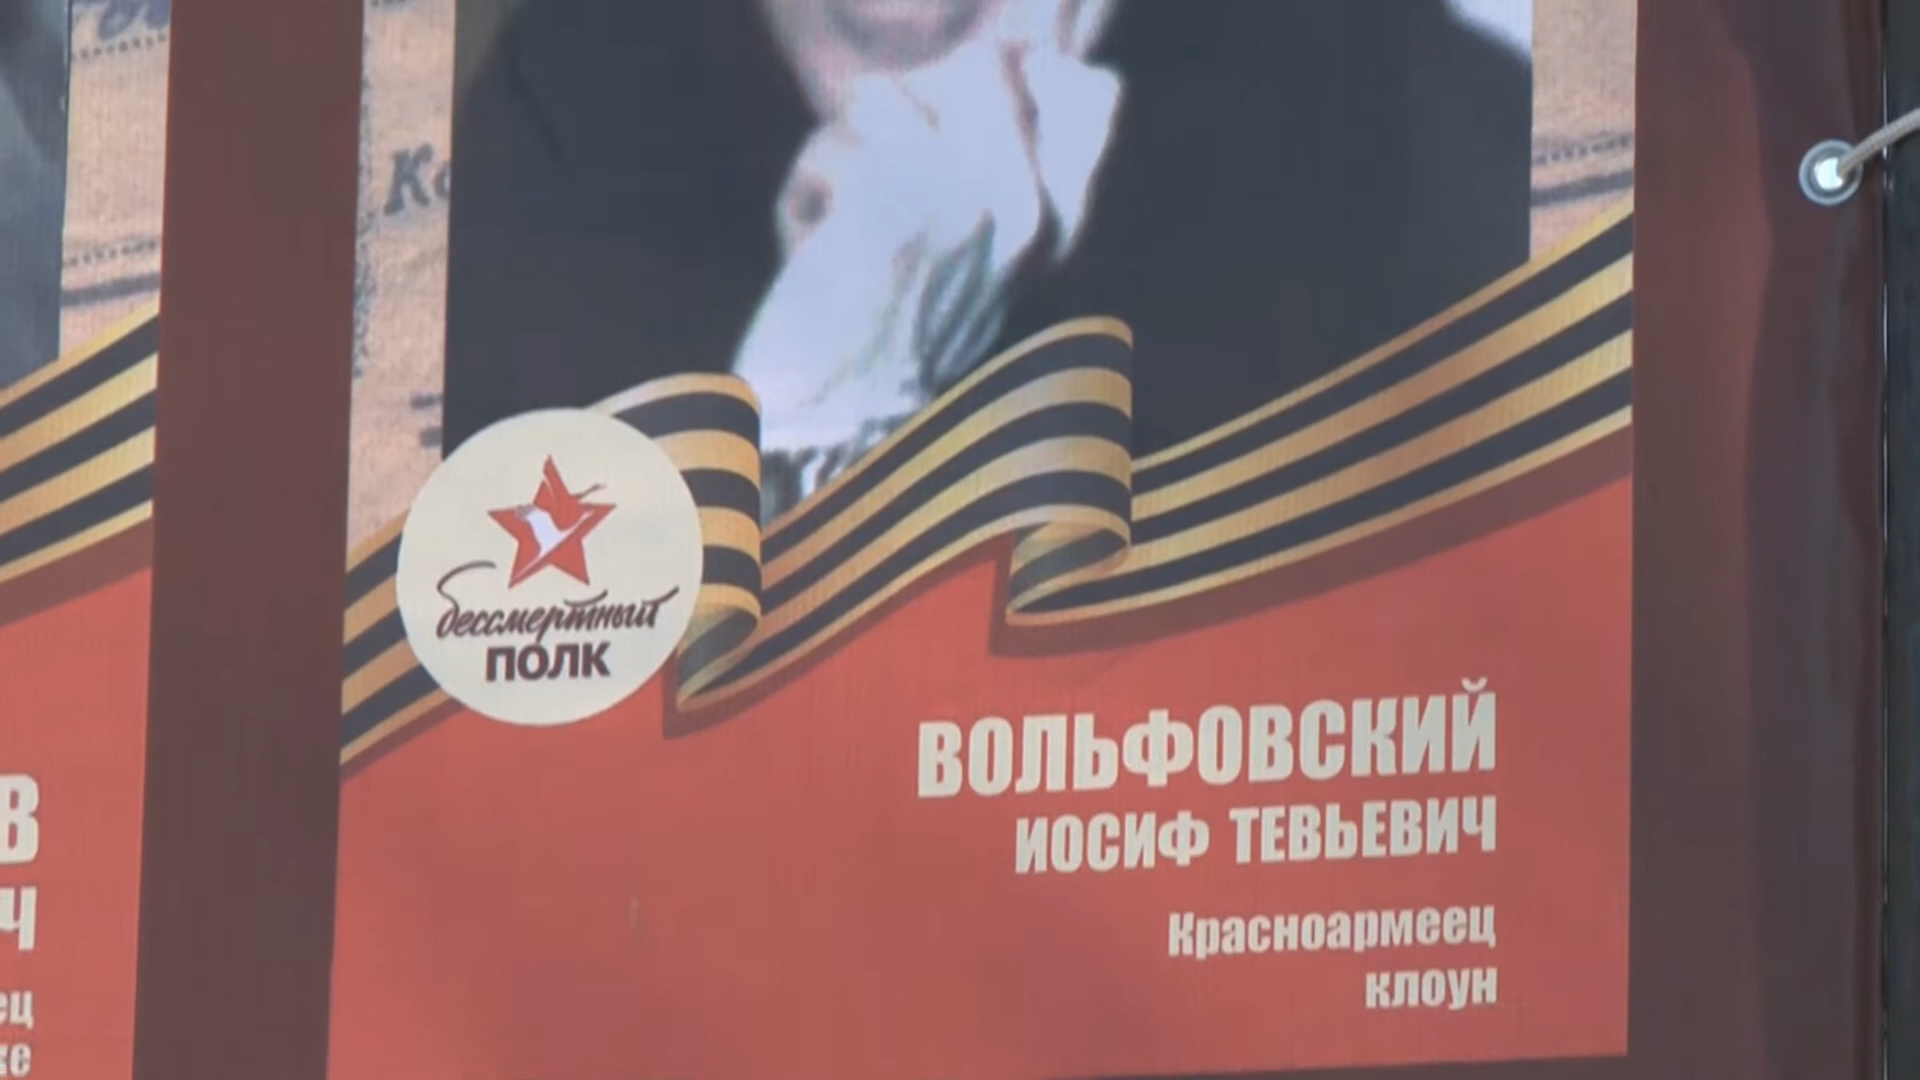 бессмертный
ПОЛК
ВОЛЬФОВСКИЙ
ИОСИФ ТЕВЬЕВИЧ
Красноармеец
клоун